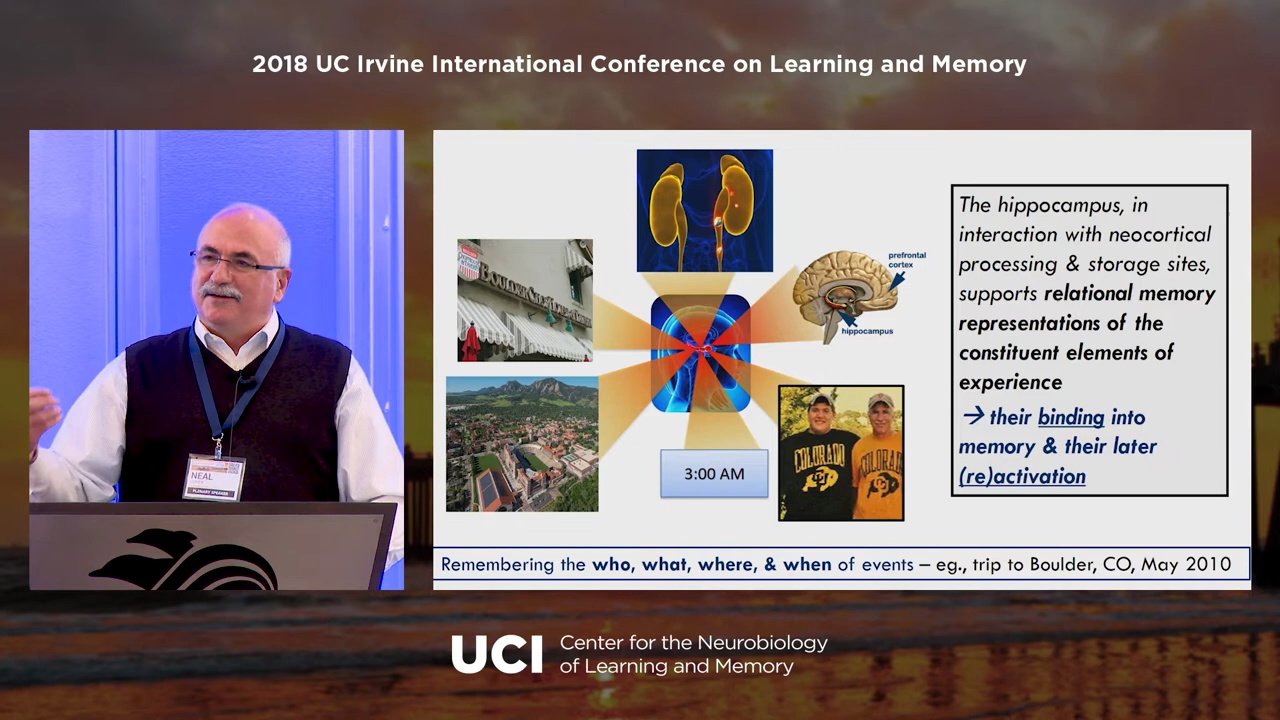 2018 UC Irvine International Conference on Learning and Memory
NEAL
PLENARY SPEAKER
prefrontal
cortex
hippocampus
3:00 AM
COLORADO
COLORADO
The hippocampus, in
interaction with neocortical
processing & storage sites,
supports relational memory
representations of the
constituent elements of
experience
→ their binding into
memory & their later
(re)activation
Remembering the who, what, where, & when of events – eg., trip to Boulder, CO, May 2010
UCI
Center for the Neurobiology
of Learning and Memory